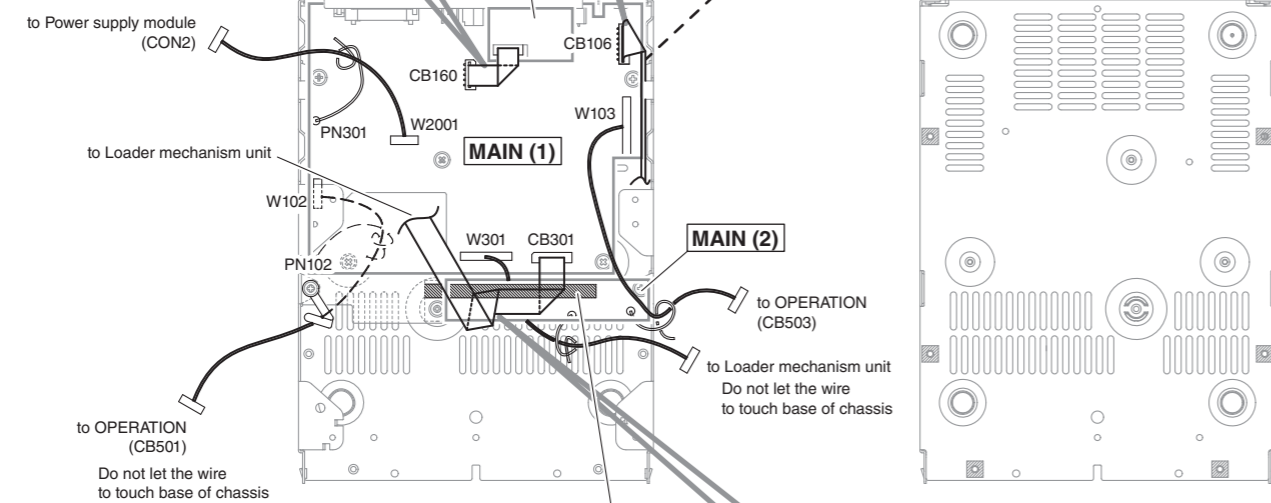 to Power supply module
(CON2)
CB106
CB160
W103
PN301
W2001
MAIN (1)
to Loader mechanism unit
W102
W301
CB301
MAIN (2)
PN102
to OPERATION
(CB503)
to Loader mechanism unit
Do not let the wire
to touch base of chassis
to OPERATION
(CB501)
Do not let the wire
to touch base of chassis